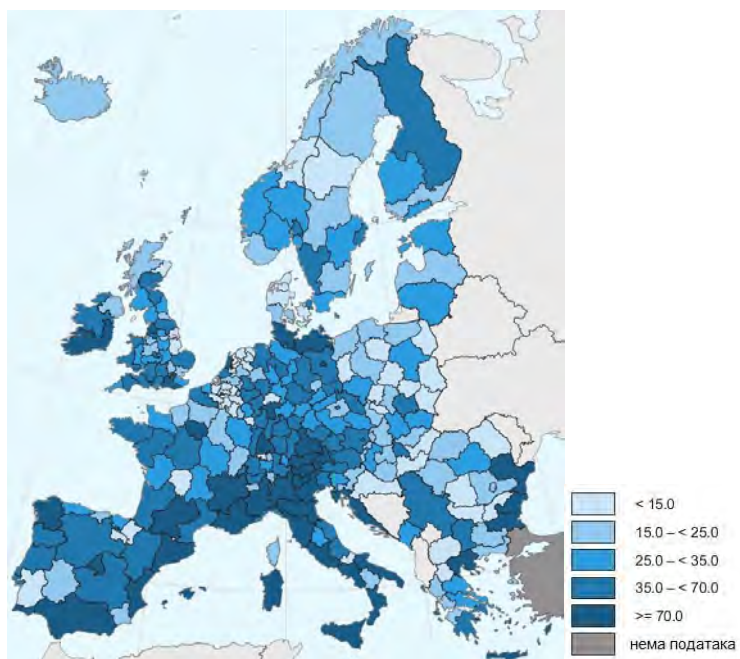 < 15.0
15.0 – < 25.0
25.0 – < 35.0
35.0 – < 70.0
>= 70.0
нема података